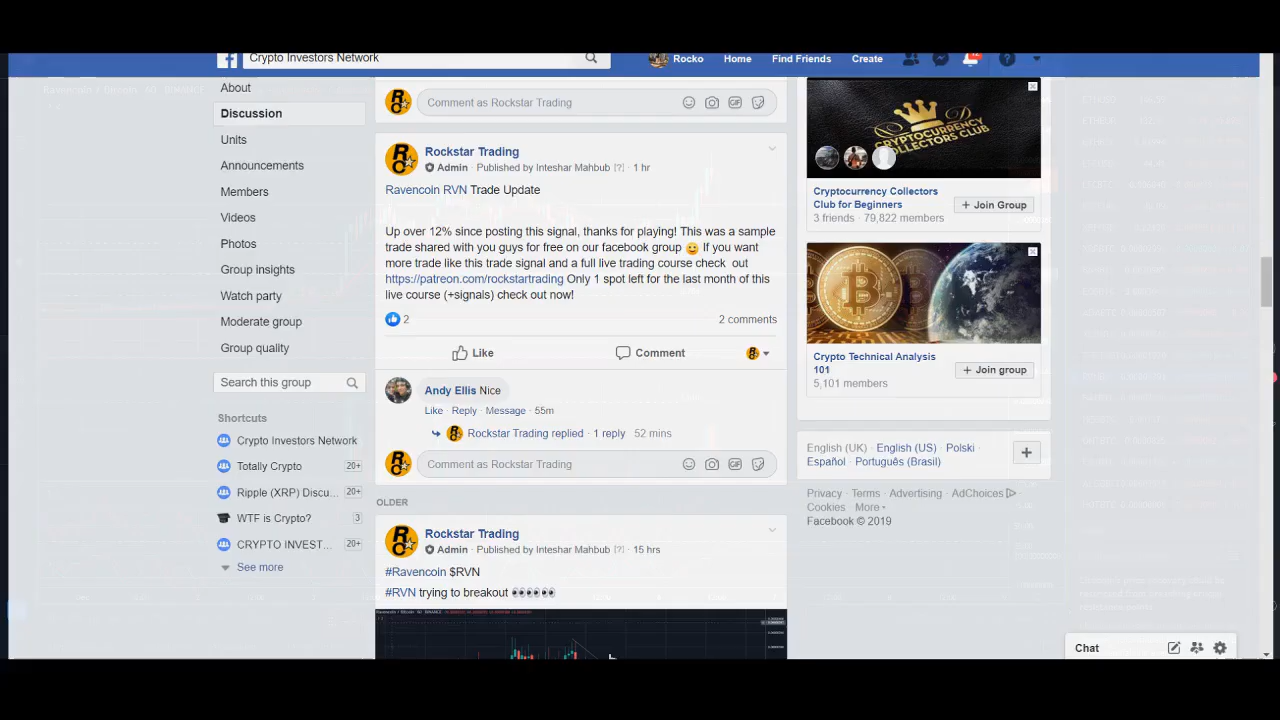 Crypto Investors Network
Rocko
Home
Find Friends
Create
About
Discussion
Units
Announcements
Members
Videos
Photos
Group insights
Watch party
Moderate group
Group quality
Search this group
Shortcuts
Crypto Investors Network
Totally Crypto 20+
Ripple (XRP) Discu... 20+
WTF is Crypto? 3
CRYPTO INVEST... 20+
See more
Comment as Rockstar Trading
Rockstar Trading
Admin · Published by Inteshar Mahbub [?] · 1 hr
Ravencoin RVN Trade Update
Up over 12% since posting this signal, thanks for playing! This was a sample
trade shared with you guys for free on our facebook group 😀 If you want
more trade like this trade signal and a full live trading course check out
https://patreon.com/rockstartrading Only 1 spot left for the last month of this
live course (+signals) check out now!
2
2 comments
Like
Comment
Andy Ellis Nice
Like · Reply · Message · 55m
Rockstar Trading replied · 1 reply 52 mins
Comment as Rockstar Trading
OLDER
Rockstar Trading
Admin · Published by Inteshar Mahbub [?] · 15 hrs
#Ravencoin $RVN
#RVN trying to breakout 👀👀👀
CRYPTOCURRENCY
COLLECTORS
CLUB
Cryptocurrency Collectors
Club for Beginners
3 friends · 79,822 members
+ Join Group
Crypto Technical Analysis
101
5,101 members
+ Join group
English (UK) · English (US) · Polski ·
Español · Português (Brasil)
Privacy · Terms · Advertising · AdChoices
Cookies · More
Facebook © 2019
Chat